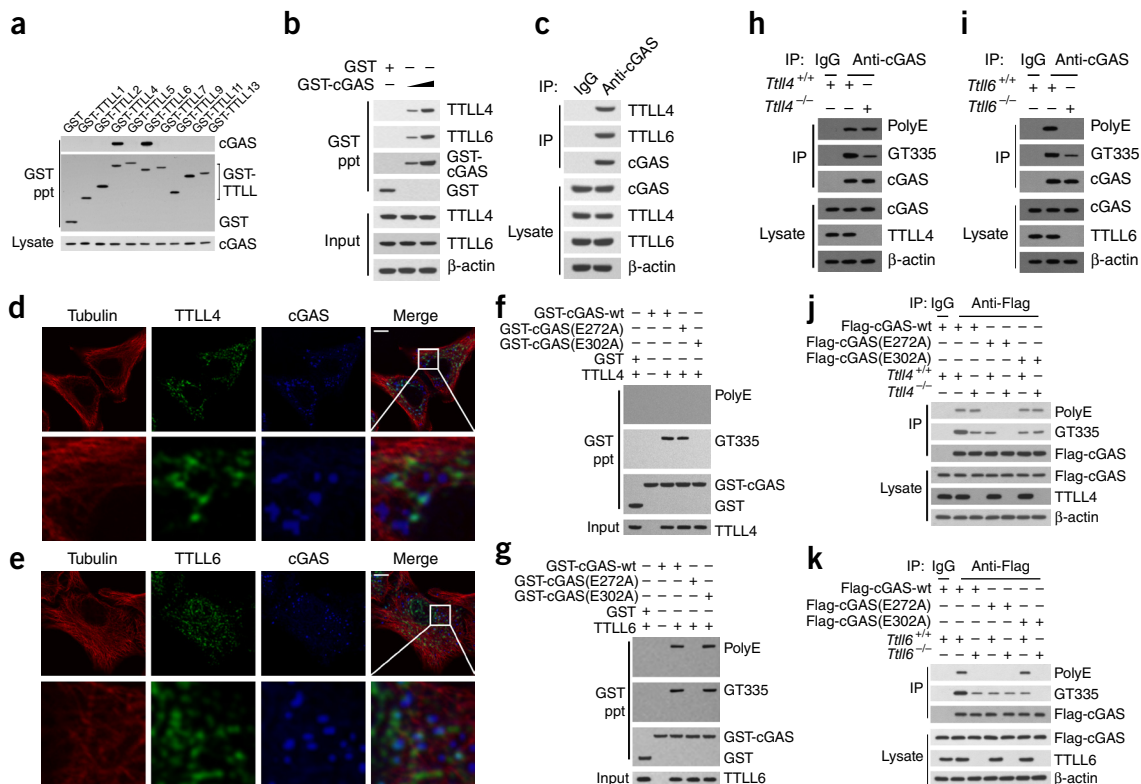 a
GST
GST-TTLL1
GST-TTLL2
GST-TTLL4
GST-TTLL5
GST-TTLL6
GST-TTLL7
GST-TTLL9
GST-TTLL11
GST-TTLL13
cGAS
GST ppt
GST-TTLL
GST
Lysate
cGAS
b
GST + – –
GST-cGAS –
GST ppt
TTLL4
TTLL6
GST-cGAS
GST
Input
TTLL4
TTLL6
β-actin
c
IP: IgG Anti-cGAS
IP
TTLL4
TTLL6
cGAS
Lysate
cGAS
TTLL4
TTLL6
β-actin
h
IP: IgG Anti-cGAS
Ttll4+/+ + + –
Ttll4–/– – – +
IP
PolyE
GT335
cGAS
Lysate
cGAS
TTLL4
β-actin
i
IP: IgG Anti-cGAS
Ttll6+/+ + + –
Ttll6–/– – – +
IP
PolyE
GT335
cGAS
Lysate
cGAS
TTLL6
β-actin
d
Tubulin TTLL4 cGAS Merge
e
Tubulin TTLL6 cGAS Merge
f
GST-cGAS-wt – + + – –
GST-cGAS(E272A) – – – + –
GST-cGAS(E302A) – – – – +
GST + – – – –
TTLL4 + – + + +
GST ppt
PolyE
GT335
GST-cGAS
GST
Input
TTLL4
g
GST-cGAS-wt – + + – –
GST-cGAS(E272A) – – – + –
GST-cGAS(E302A) – – – – +
GST + – – – –
TTLL6 + – + + +
GST ppt
PolyE
GT335
GST-cGAS
GST
Input
TTLL6
j
IP: IgG Anti-Flag
Flag-cGAS-wt + + + – – – –
Flag-cGAS(E272A) – – – + + – –
Flag-cGAS(E302A) – – – – – + +
Ttll4+/+ + + – + – + –
Ttll4–/– – – + – + – +
IP
PolyE
GT335
Flag-cGAS
Lysate
Flag-cGAS
TTLL4
β-actin
k
IP: IgG Anti-Flag
Flag-cGAS-wt + + + – – – –
Flag-cGAS(E272A) – – – + + – –
Flag-cGAS(E302A) – – – – – + +
Ttll6+/+ + + – + – + –
Ttll6–/– – – + – + – +
IP
PolyE
GT335
Flag-cGAS
Lysate
Flag-cGAS
TTLL6
β-actin